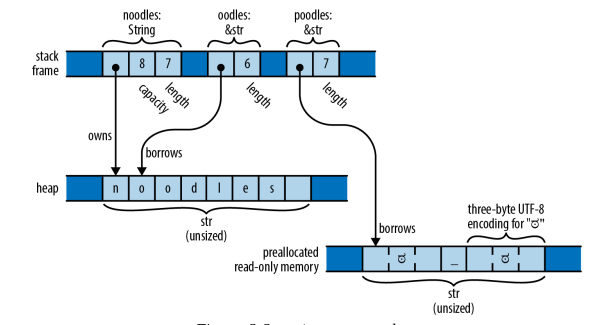 noodles: oodles: poodles:
String &str &str
stack
frame
8 7 6 7
capacity length length length
owns
borrows
heap
n o o d l e s
str
(unsized)
borrows
three-byte UTF-8
encoding for "ಠ"
preallocated
read-only memory
ಠ _ ಠ
str
(unsized)